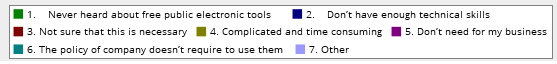 1. Never heard about free public electronic tools 2. Don't have enough technical skills
3. Not sure that this is necessary 4. Complicated and time consuming 5. Don't need for my business
6. The policy of company doesn't require to use them 7. Other